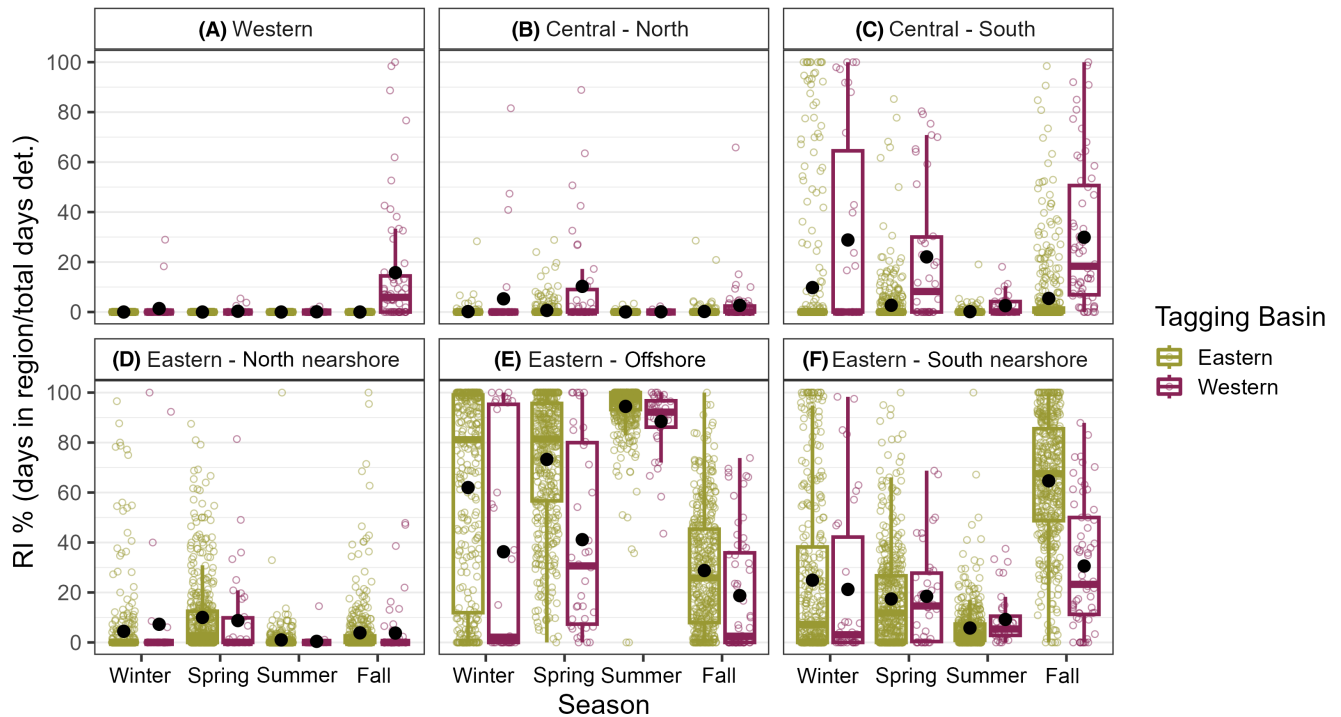 (A) Western
(B) Central - North
(C) Central - South
100
80
60
40
20
0
(D) Eastern - North nearshore
(E) Eastern - Offshore
(F) Eastern - South nearshore
100
80
60
40
20
0
RI % (days in region/total days det.)
Winter Spring Summer Fall
Winter Spring Summer Fall
Winter Spring Summer Fall
Season
Tagging Basin
Eastern
Western